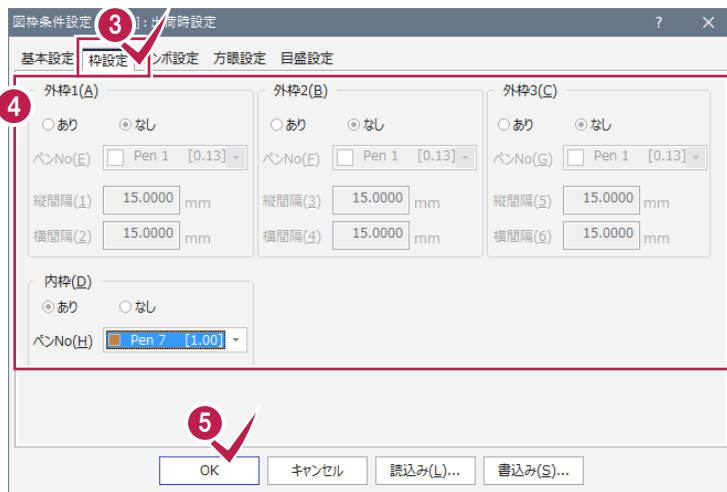 図枠条件設定 ]:出荷時設定 ? ×
3
基本設定 枠設定 ンボ設定 方眼設定 目盛設定
4
外枠1(A) 外枠2(B) 外枠3(C)
あり なし あり なし あり なし
ペンNo(E) Pen 1 [0.13] ペンNo(F) Pen 1 [0.13] ペンNo(G) Pen 1 [0.13]
縦間隔(1) 15.0000 mm 縦間隔(3) 15.0000 mm 縦間隔(5) 15.0000 mm
横間隔(2) 15.0000 mm 横間隔(4) 15.0000 mm 横間隔(6) 15.0000 mm
内枠(D)
あり なし
ペンNo(H) Pen 7 [1.00]
5
OK キャンセル 読込み(L)... 書込み(S)...